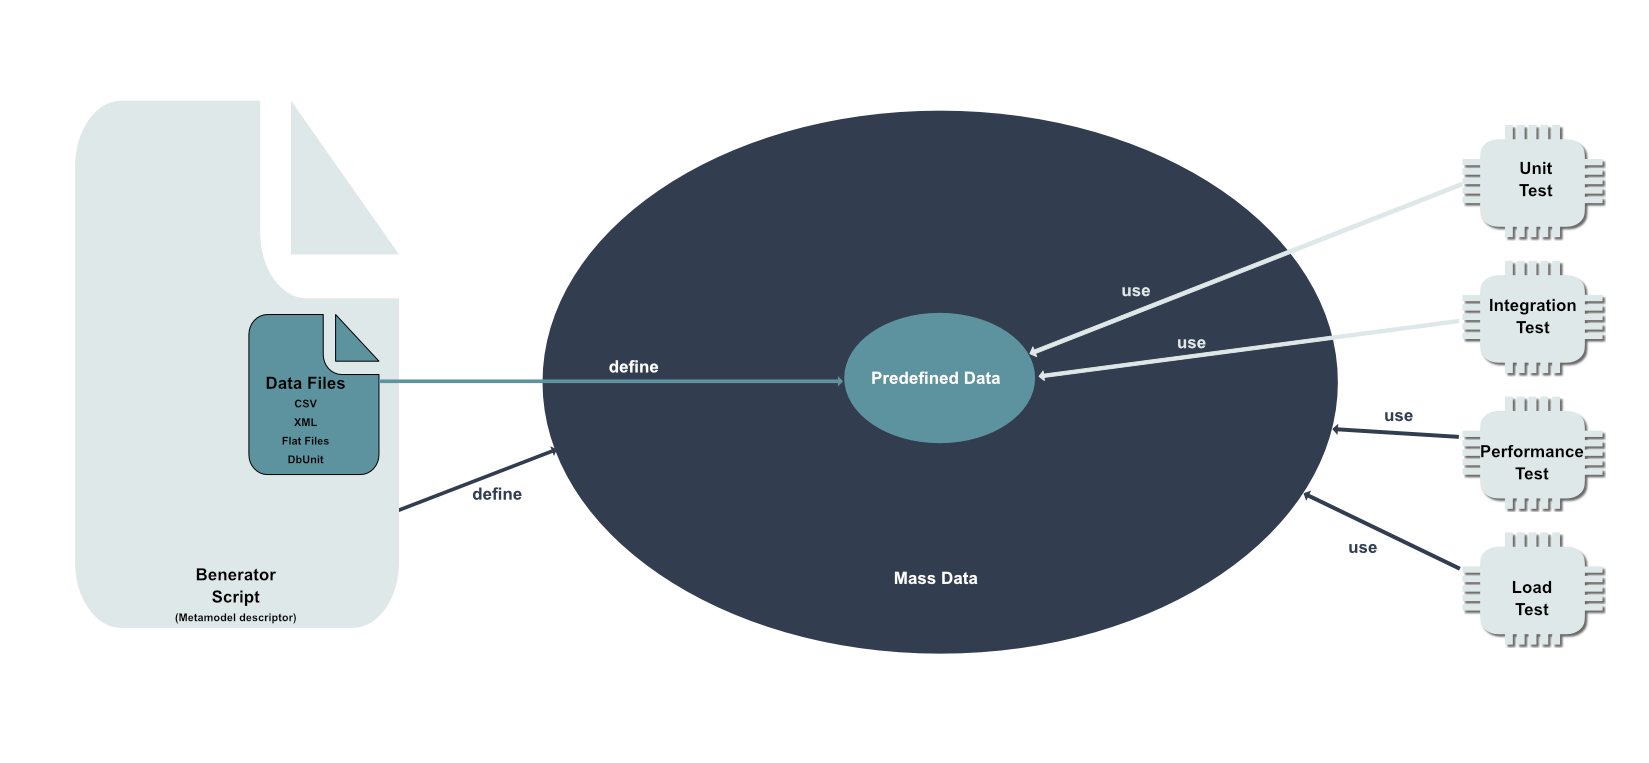 Data Files
CSV
XML
Flat Files
DbUnit
Benerator
Script
(Metamodel descriptor)
define
define
Predefined Data
Mass Data
use
use
use
use
Unit
Test
Integration
Test
Performance
Test
Load
Test